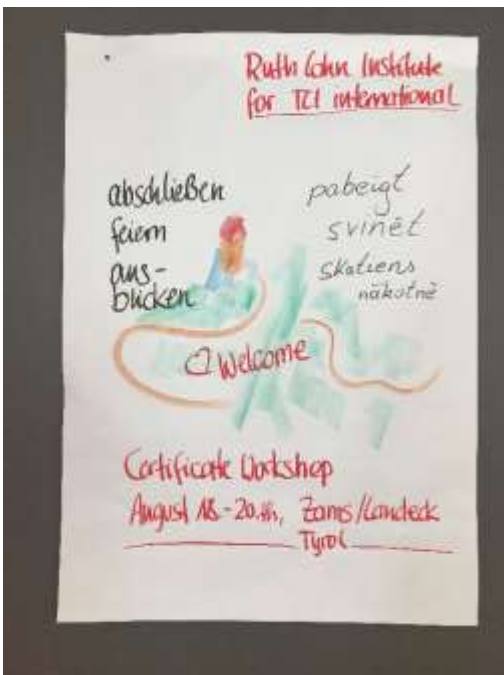 Ruth Cohn Institute
for TCI international
abschließen
feiern
aus-
blicken
pabeigt
svinēt
skatiens
nākotnē
Welcome
Certificate Workshop
August 18.-20., Zams/Landeck
Tyrol